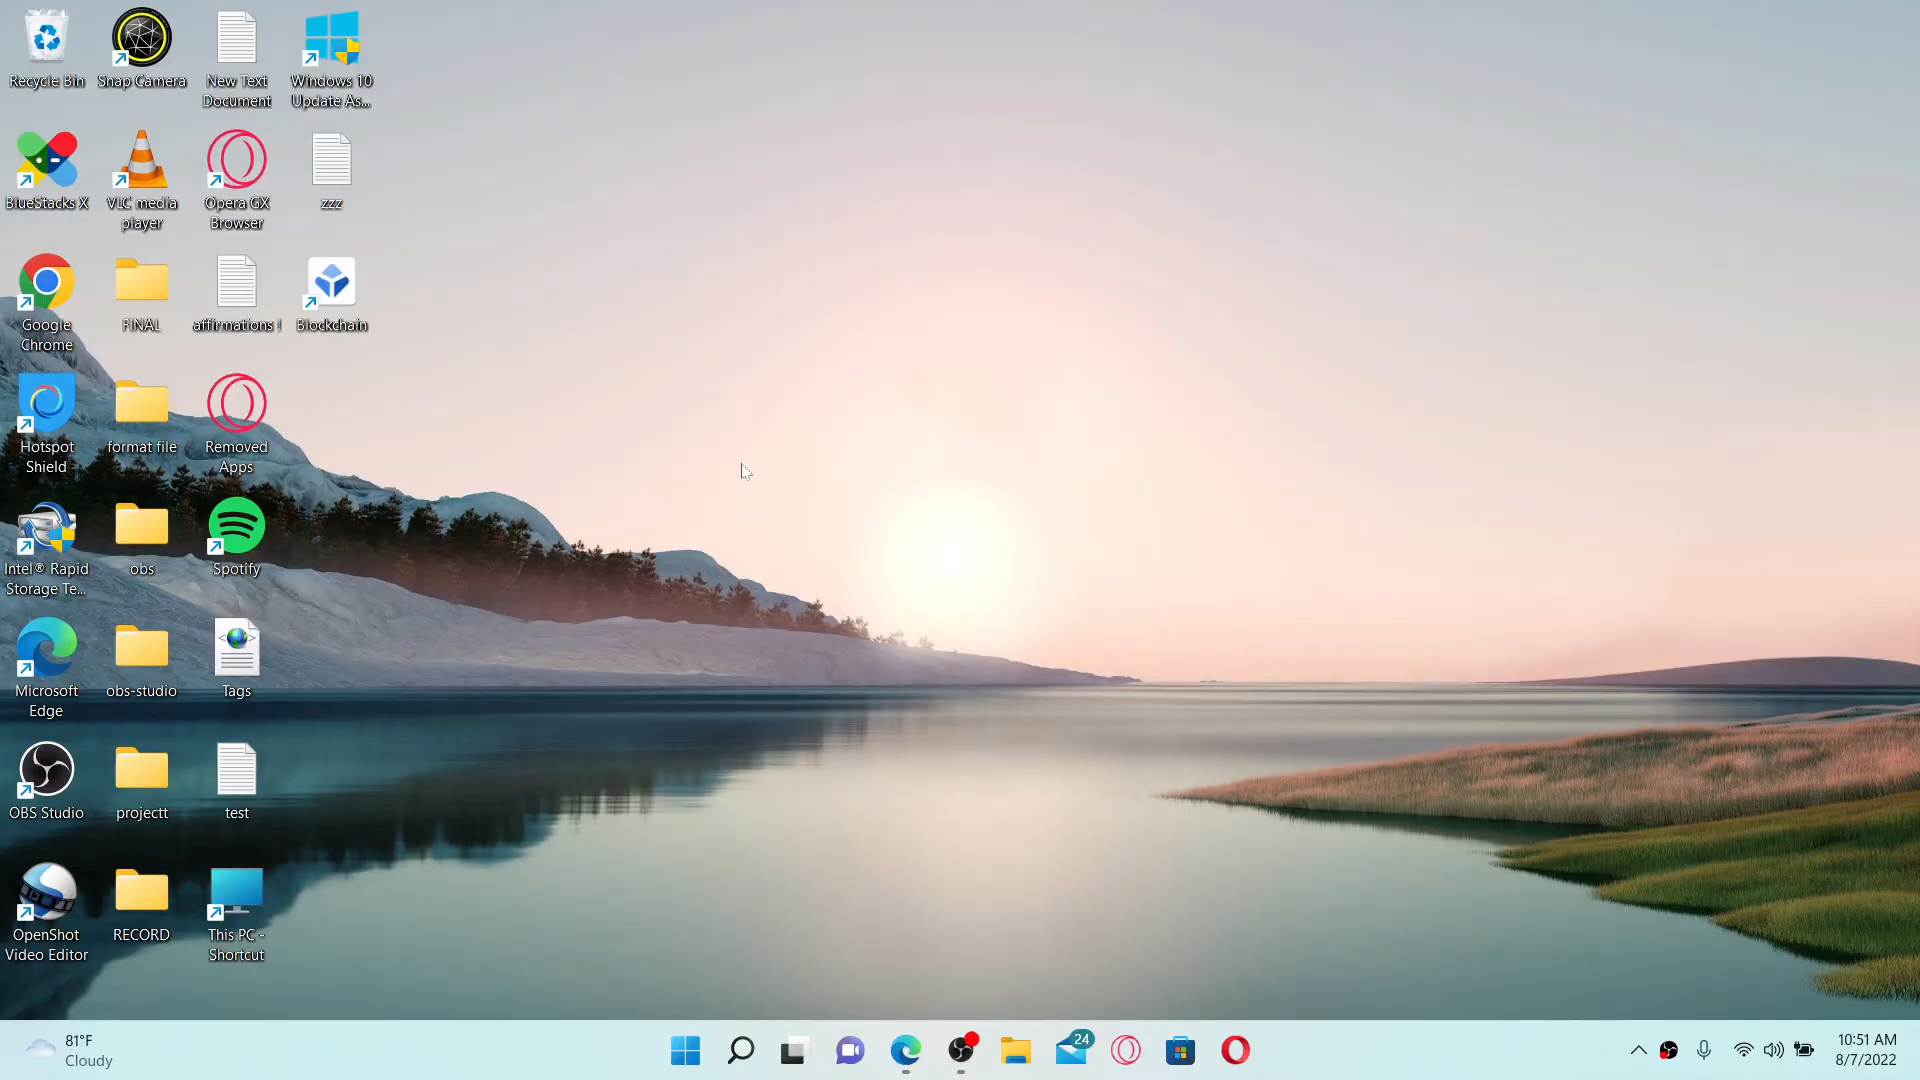 Recycle Bin
Snap Camera
New Text
Document
Windows 10
Update As...
BlueStacks X
VLC media
player
Opera GX
Browser
zzz
Google
Chrome
FINAL
affirmations !
Blockchain
Hotspot
Shield
format file
Removed
Apps
Intel® Rapid
Storage Te...
obs
Spotify
Microsoft
Edge
obs-studio
Tags
OBS Studio
projectt
test
OpenShot
Video Editor
RECORD
This PC -
Shortcut
81°F
Cloudy
24
10:51 AM
8/7/2022